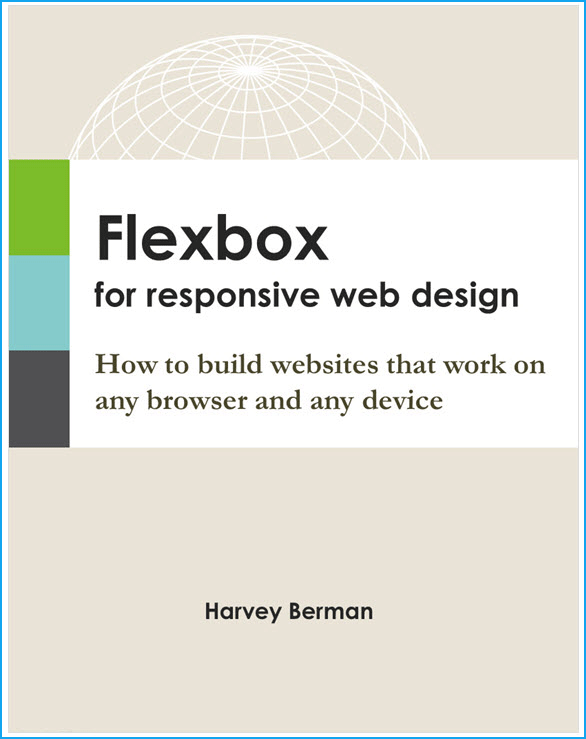 Flexbox
for responsive web design
How to build websites that work on
any browser and any device
Harvey Berman